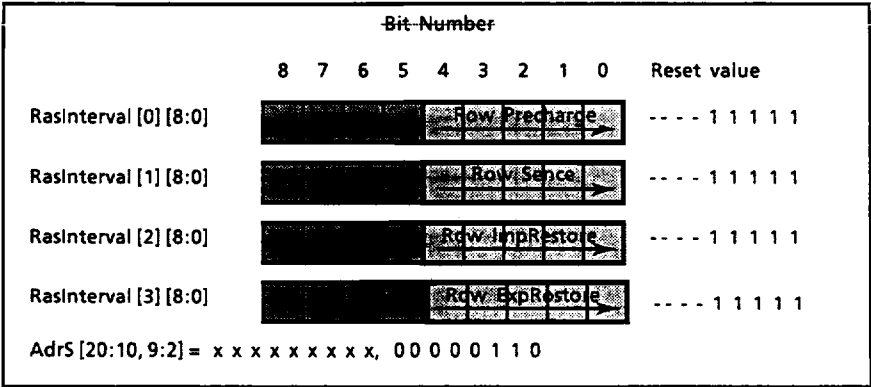 Bit Number
8 7 6 5 4 3 2 1 0 Reset value
RasInterval [0] [8:0] Row Precharge - - - - 1 1 1 1 1
RasInterval [1] [8:0] Row Sence - - - - 1 1 1 1 1
RasInterval [2] [8:0] Row ImpRestore - - - - 1 1 1 1 1
RasInterval [3] [8:0] Row ExpRestore - - - - 1 1 1 1 1
AdrS [20:10, 9:2] = x x x x x x x x x, 0 0 0 0 0 1 1 0